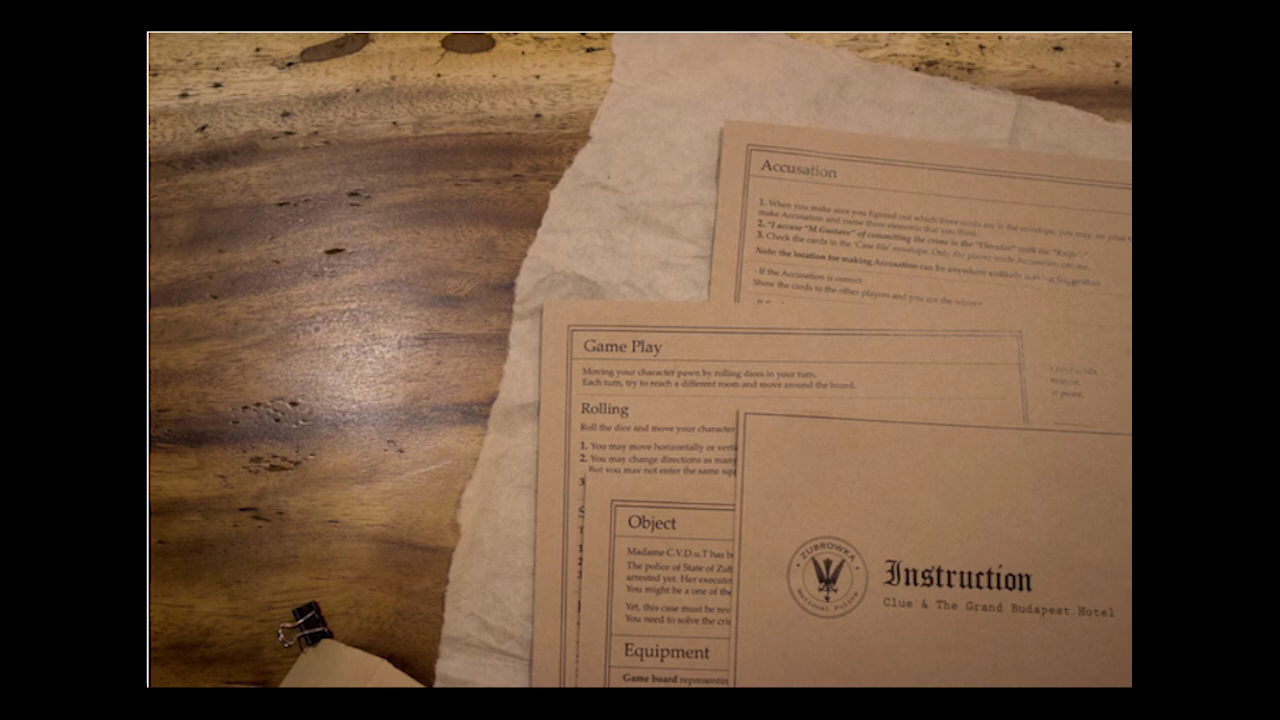 Accusation
1. When you make sure you figured out which three cards are in the envelope, you may, on your
make Accusation and name three elements that you think.
2. "I accuse "M.Gustave" of committing the crime in the "Elevator" with the "Knife"."
3. Check the cards in the 'Case file' envelope. Only the player made Accusation can see.
Note: the location for making Accusation can be anywhere unlikely Suggestion
- If the Accusation is correct
Show the cards to the other players and you are the winner
Game Play
Moving your character pawn by rolling dices in your turn.
Each turn, try to reach a different room and move around the board.
Rolling
Roll the dice and move your character
1. You may move horizontally or
2. You may change directions as many
But you may not enter the same
3
Object
Madame C.V.D.u.T has
The police of State of
arrested yet. Her
You might be a one of the
Yet, this case must be
You need to solve the
Equipment
Game board
ZUBROWKA
National Police
Instruction
Clue & The Grand Budapest Hotel